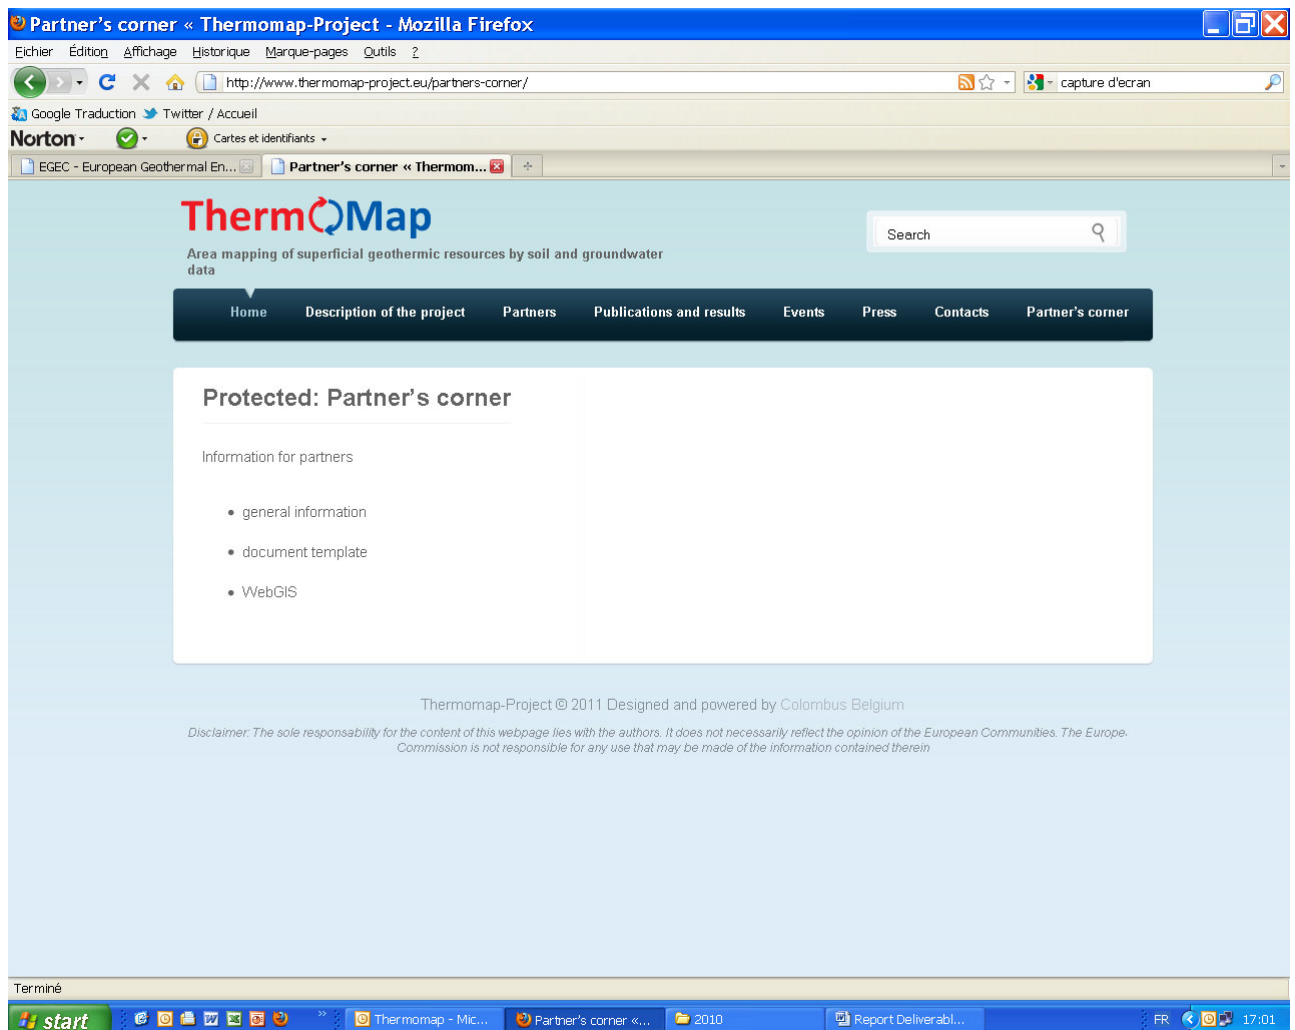 Partner's corner « Thermomap-Project - Mozilla Firefox
Fichier Édition Affichage Historique Marque-pages Outils ?
http://www.thermomap-project.eu/partners-corner/ capture d'ecran
Google Traduction Twitter / Accueil
Norton Cartes et identifiants
EGEC - European Geothermal En... Partner's corner « Thermom...
ThermMap
Search
Area mapping of superficial geothermic resources by soil and groundwater
data
Home Description of the project Partners Publications and results Events Press Contacts Partner's corner
Protected: Partner's corner
Information for partners
• general information
• document template
• WebGIS
Thermomap-Project © 2011 Designed and powered by Colombus Belgium
Disclaimer: The sole responsability for the content of this webpage lies with the authors. It does not necessarily reflect the opinion of the European Communities. The Europe
Commission is not responsible for any use that may be made of the information contained therein
Terminé
start » Thermomap - Mic... Partner's corner «... 2010 Report Deliverabl... FR 17:01